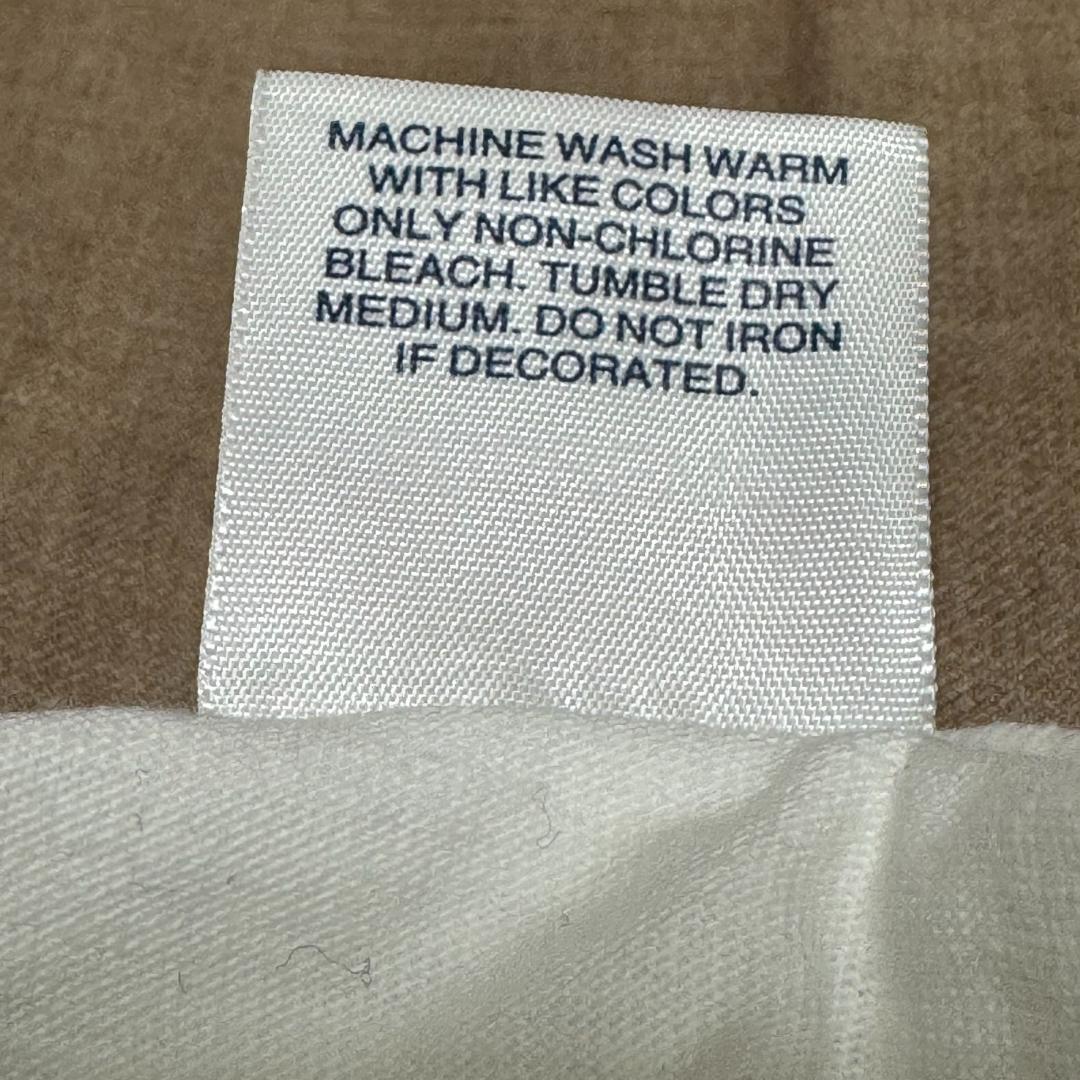 MACHINE WASH WARM
WITH LIKE COLORS
ONLY NON-CHLORINE
BLEACH. TUMBLE DRY
MEDIUM. DO NOT IRON
IF DECORATED.